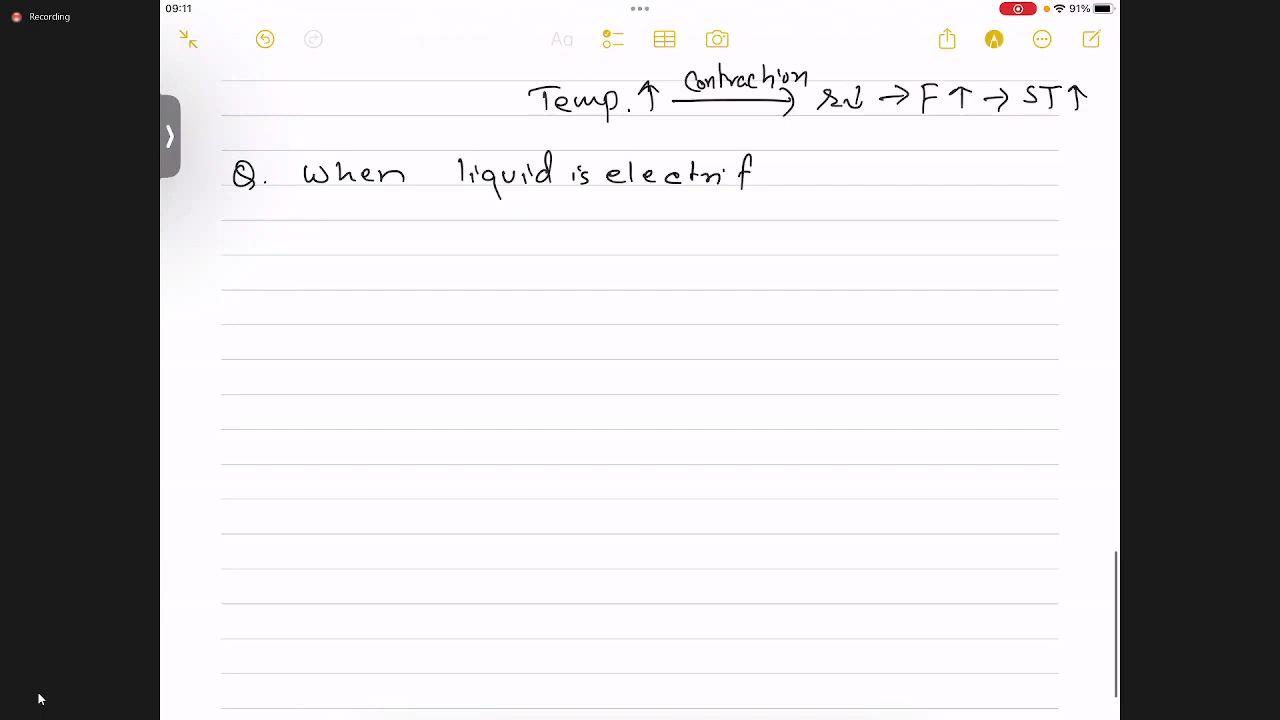 Recording
09:11
91%
Aa
contraction
Temp. ↑ → r↓ → F ↑ → ST ↑
Q. when liquid is electrif